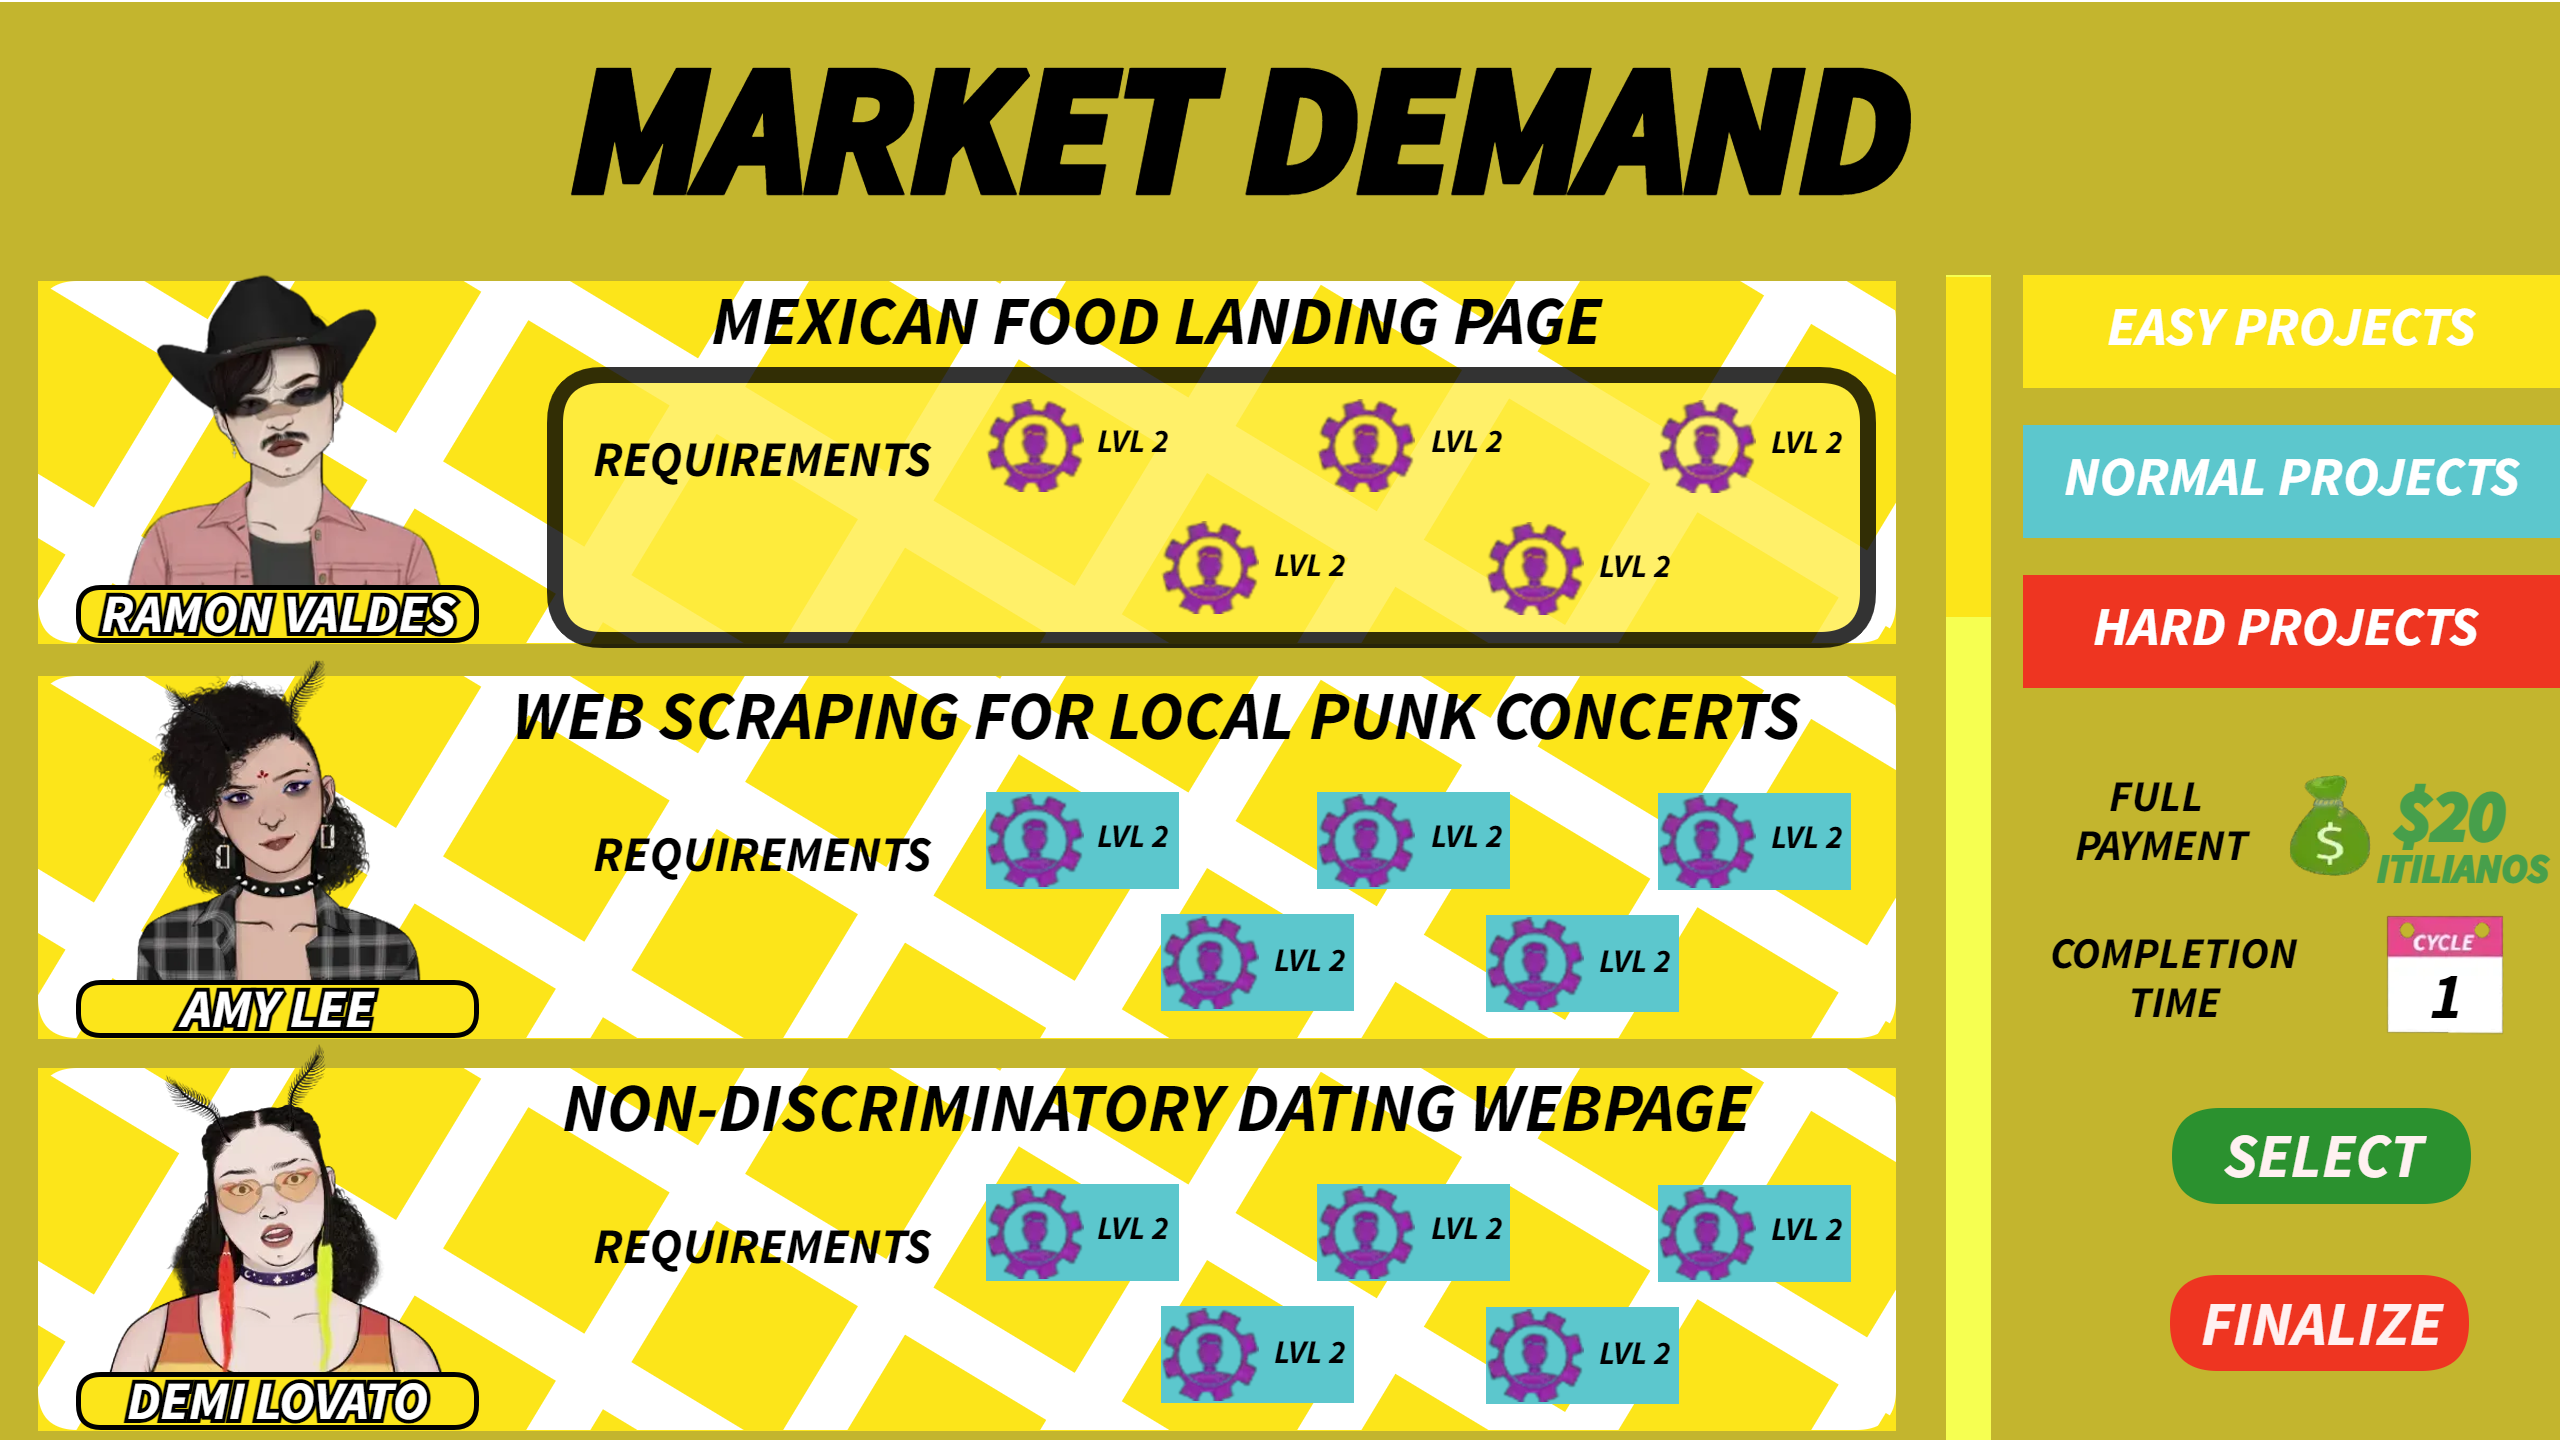 MARKET DEMAND
MEXICAN FOOD LANDING PAGE
REQUIREMENTS
LVL 2
LVL 2
LVL 2
LVL 2
LVL 2
RAMON VALDES
WEB SCRAPING FOR LOCAL PUNK CONCERTS
REQUIREMENTS
LVL 2
LVL 2
LVL 2
LVL 2
LVL 2
AMY LEE
NON-DISCRIMINATORY DATING WEBPAGE
REQUIREMENTS
LVL 2
LVL 2
LVL 2
LVL 2
LVL 2
DEMI LOVATO
EASY PROJECTS
NORMAL PROJECTS
HARD PROJECTS
FULL
PAYMENT
$
$20
ITILIANOS
COMPLETION
TIME
CYCLE
1
SELECT
FINALIZE